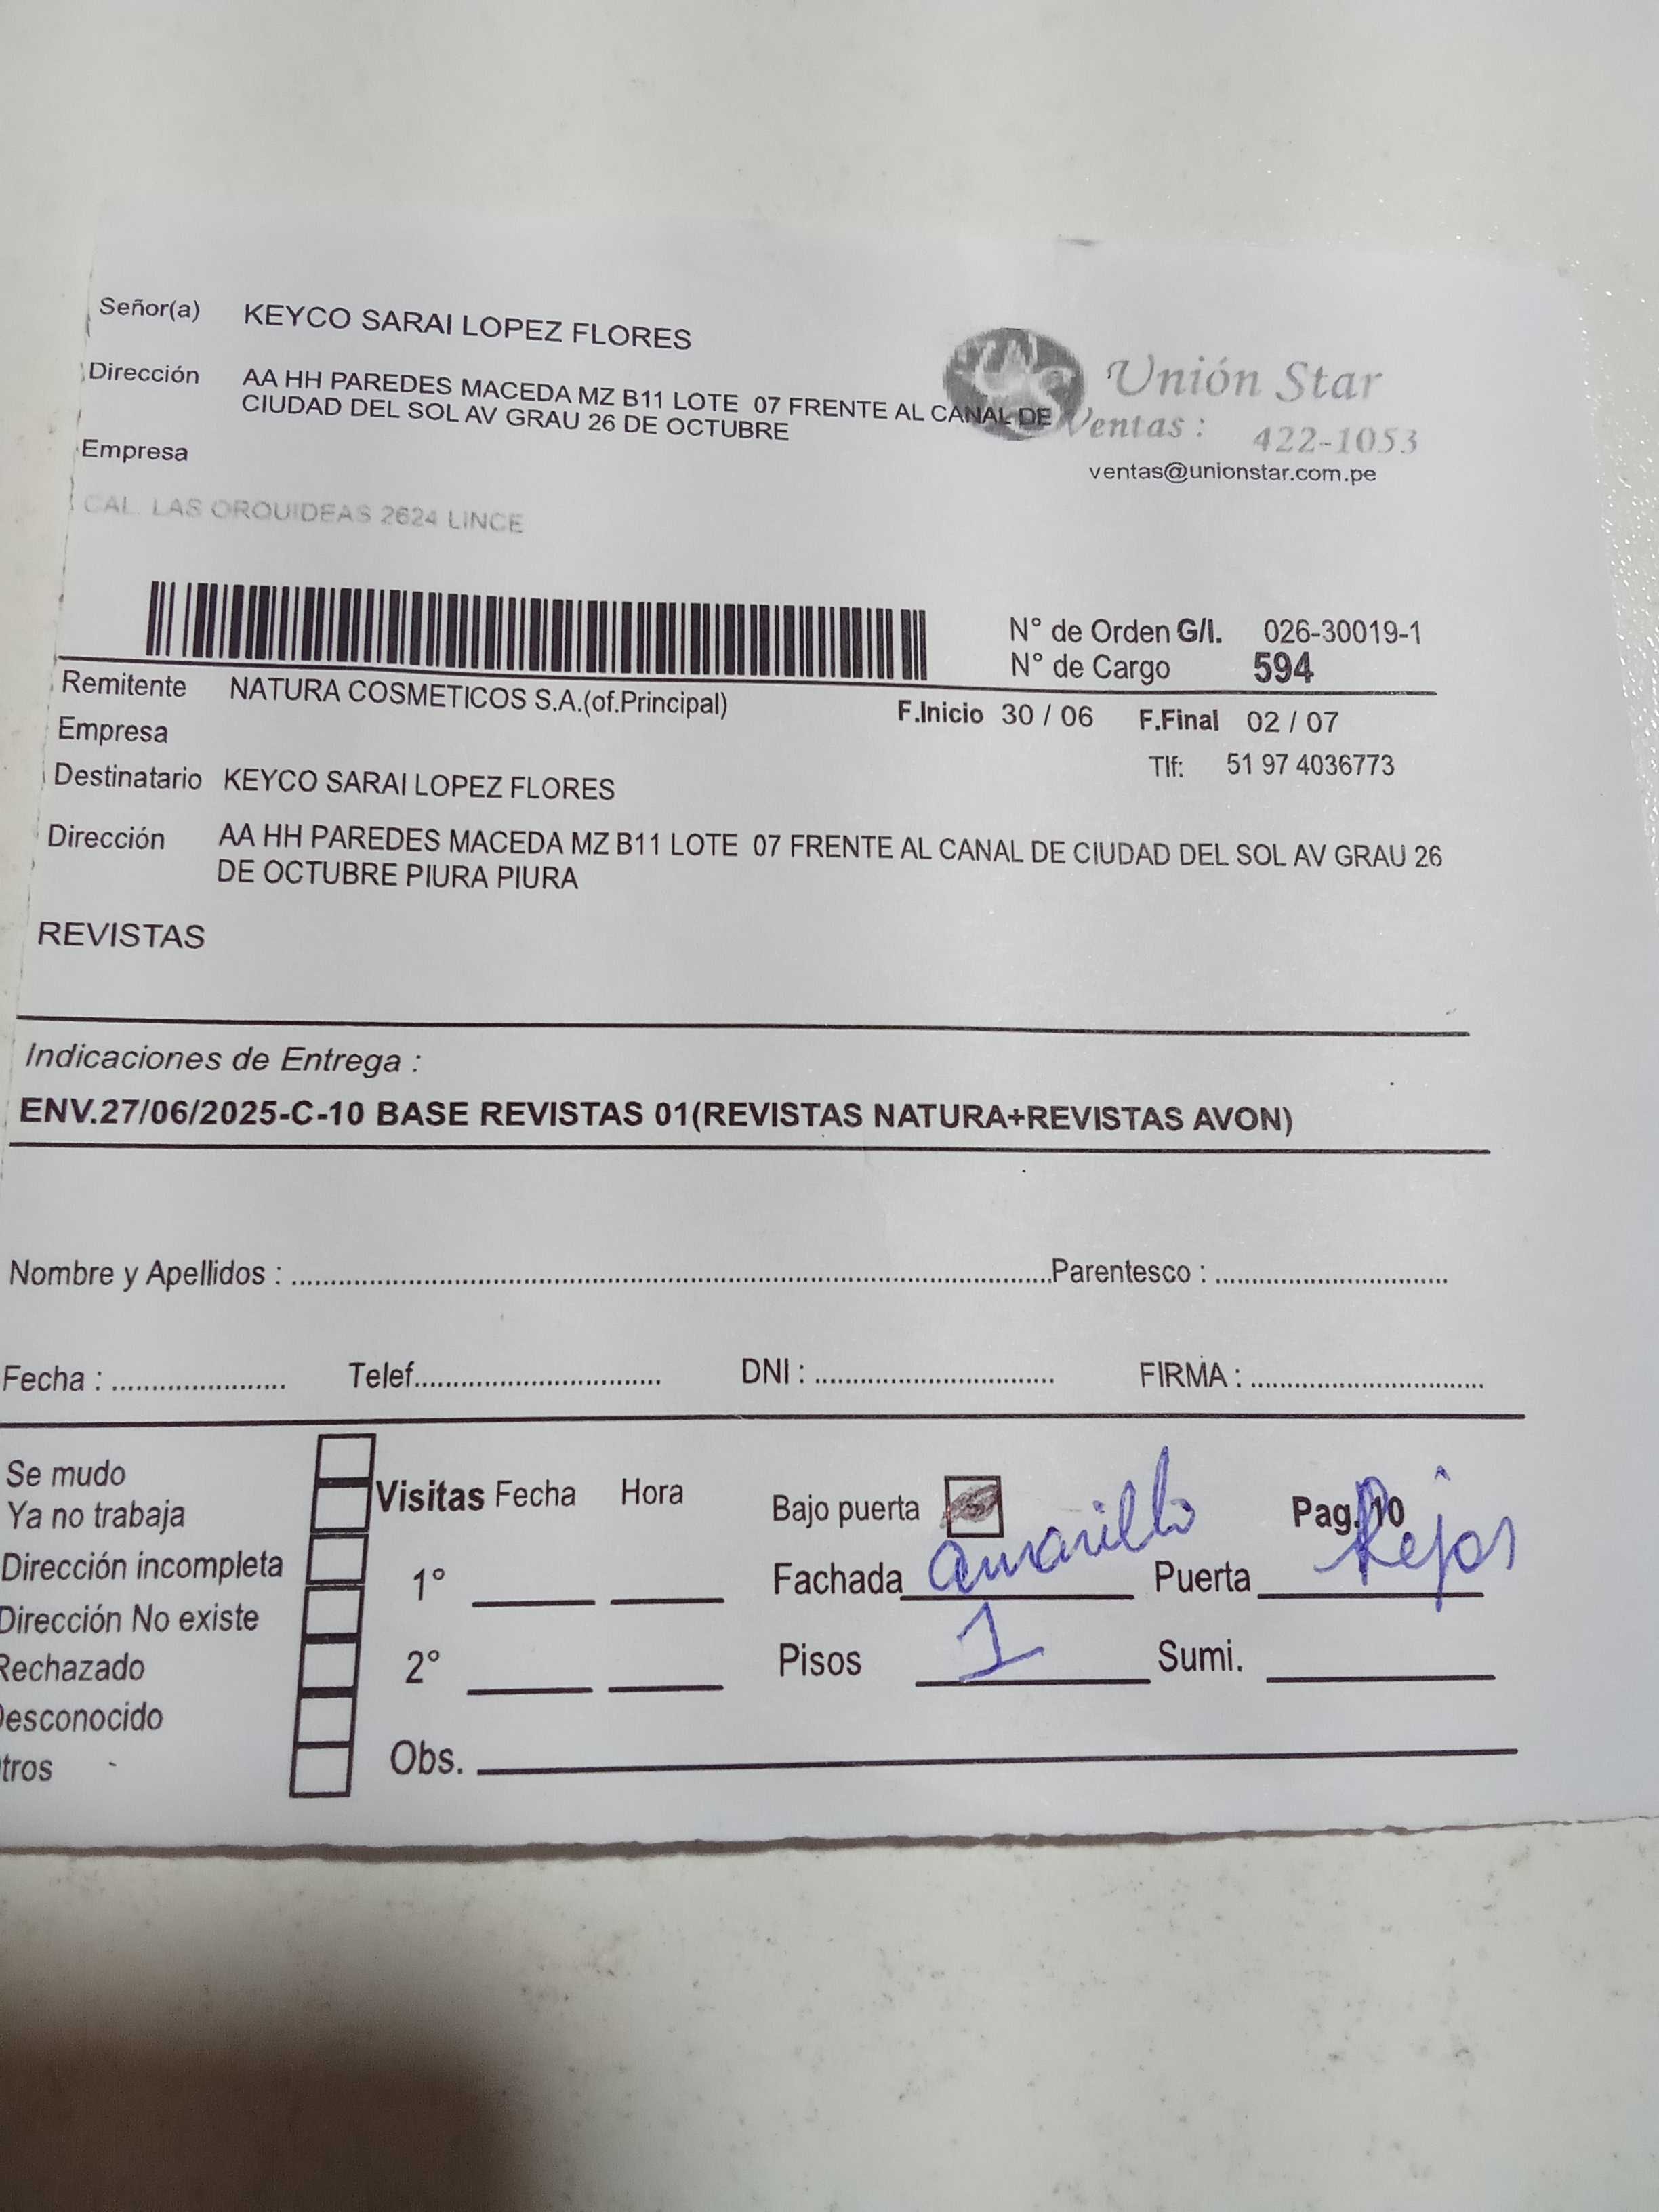 Señor(a) KEYCO SARAI LOPEZ FLORES
Dirección AA HH PAREDES MACEDA MZ B11 LOTE 07 FRENTE AL CANAL DE
CIUDAD DEL SOL AV GRAU 26 DE OCTUBRE
Unión Star
Ventas : 422-1053
ventas@unionstar.com.pe
Empresa
CAL. LAS ORQUIDEAS 2624 LINCE
N° de Orden G/I. 026-30019-1
N° de Cargo 594
Remitente NATURA COSMETICOS S.A.(of.Principal)
F.Inicio 30 / 06 F.Final 02 / 07
Empresa
Tlf: 51 97 4036773
Destinatario KEYCO SARAI LOPEZ FLORES
Dirección AA HH PAREDES MACEDA MZ B11 LOTE 07 FRENTE AL CANAL DE CIUDAD DEL SOL AV GRAU 26
DE OCTUBRE PIURA PIURA
REVISTAS
Indicaciones de Entrega :
ENV.27/06/2025-C-10 BASE REVISTAS 01(REVISTAS NATURA+REVISTAS AVON)
Nombre y Apellidos : Parentesco :
Fecha : Telef. DNI : FIRMA :
Se mudo
Ya no trabaja
Dirección incompleta
Dirección No existe
Rechazado
Desconocido
tros
Visitas Fecha Hora
1°
2°
Obs.
Bajo puerta Pag. 10
Fachada amarillo Puerta Rejas
Pisos 1 Sumi.